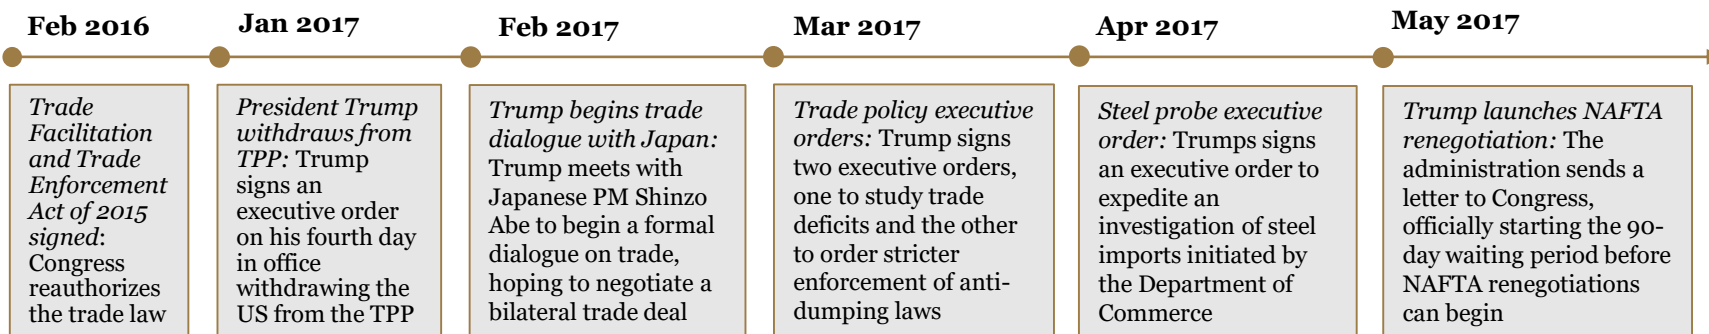 Feb 2016
Jan 2017
Feb 2017
Mar 2017
Apr 2017
May 2017
Trade
Facilitation
and Trade
Enforcement
Act of 2015
signed:
Congress
reauthorizes
the trade law
President Trump
withdraws from
TPP: Trump
signs an
executive order
on his fourth day
in office
withdrawing the
US from the TPP
Trump begins trade
dialogue with Japan:
Trump meets with
Japanese PM Shinzo
Abe to begin a formal
dialogue on trade,
hoping to negotiate a
bilateral trade deal
Trade policy executive
orders: Trump signs
two executive orders,
one to study trade
deficits and the other
to order stricter
enforcement of anti-
dumping laws
Steel probe executive
order: Trumps signs
an executive order to
expedite an
investigation of steel
imports initiated by
the Department of
Commerce
Trump launches NAFTA
renegotiation: The
administration sends a
letter to Congress,
officially starting the 90-
day waiting period before
NAFTA renegotiations
can begin